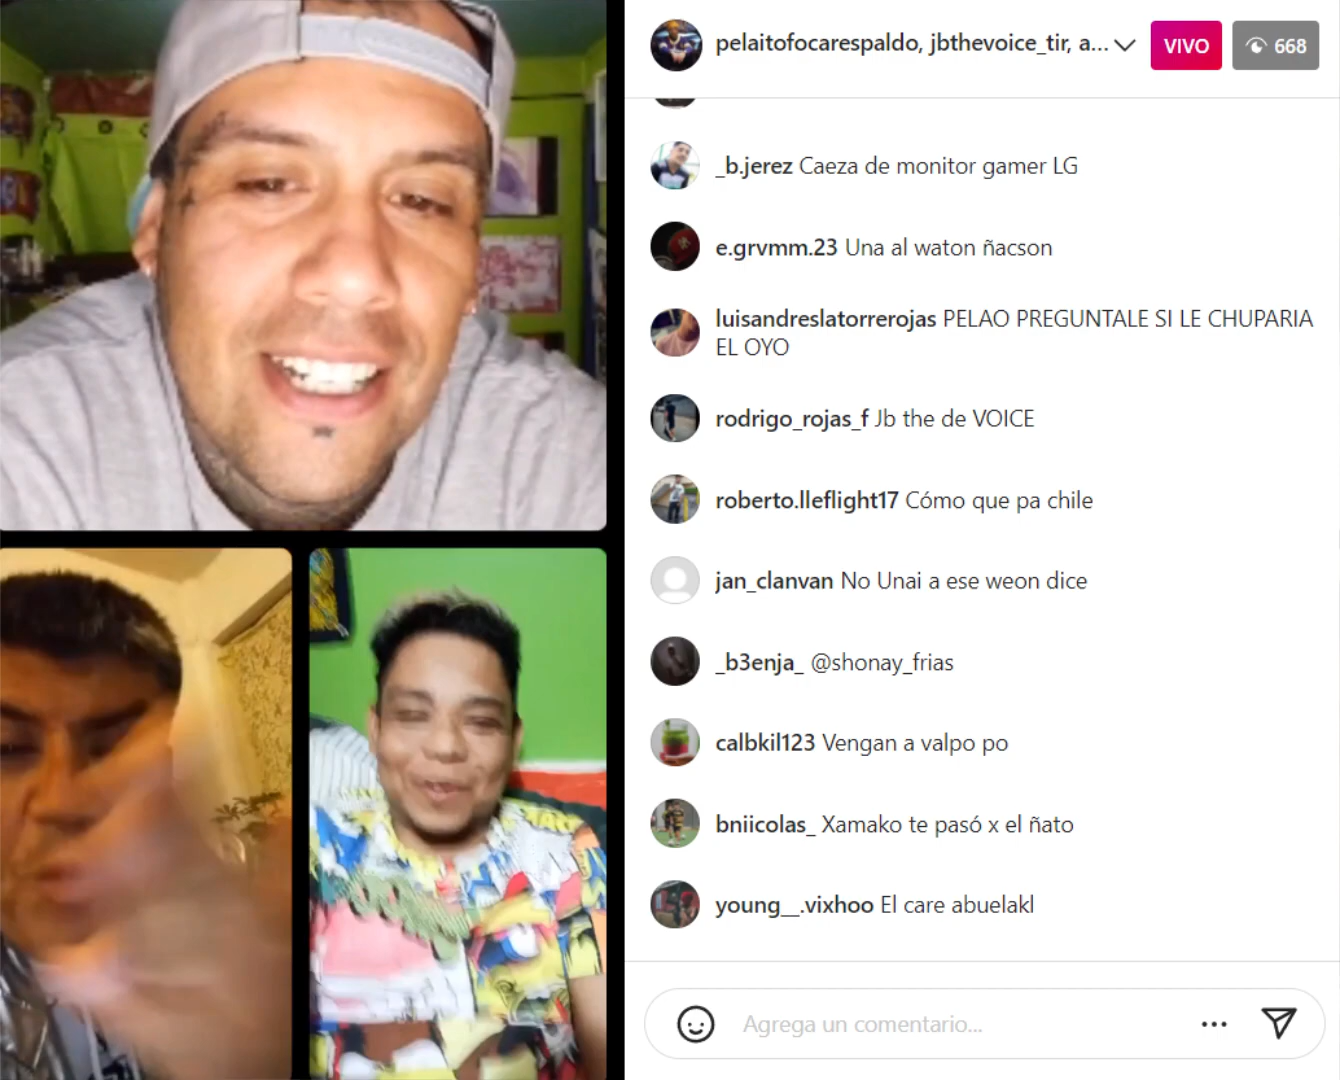 pelaitofocarespaldo, jbthevoice_tir, a...
VIVO
668
_b.jerez Caeza de monitor gamer LG
e.grvmm.23 Una al waton ñacson
luisandreslatorrerojas PELAO PREGUNTALE SI LE CHUPARIA
EL OYO
rodrigo_rojas_f Jb the de VOICE
roberto.lleflight17 Cómo que pa chile
jan_clanvan No Unai a ese weon dice
_b3enja_ @shonay_frias
calbkil123 Vengan a valpo po
bniicolas_ Xamako te pasó x el ñato
young__.vixhoo El care abuelakl
Agrega un comentario...